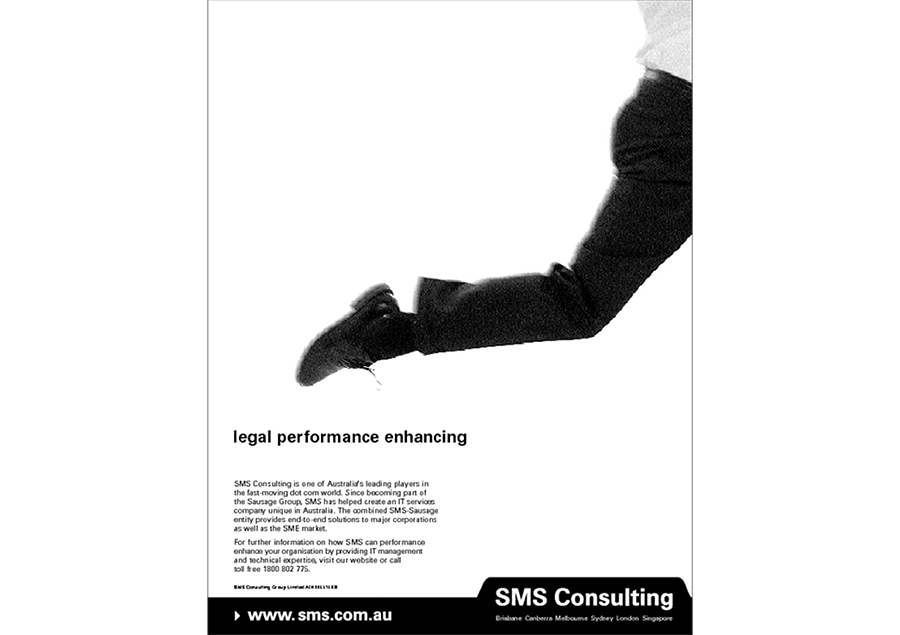 legal performance enhancing
SMS Consulting is one of Australia's leading players in
the fast-moving dot com world. Since becoming part of
the Sausage Group, SMS has helped create an IT services
company unique in Australia. The combined SMS-Sausage
entity provides end-to-end solutions to major corporations
as well as the SME market.
For further information on how SMS can performance
enhance your organisation by providing IT management
and technical expertise, visit our website or call
toll free 1800 802 775.
SMS Consulting Group Limited ACN
www.sms.com.au
SMS Consulting
Brisbane Canberra Melbourne Sydney London Singapore